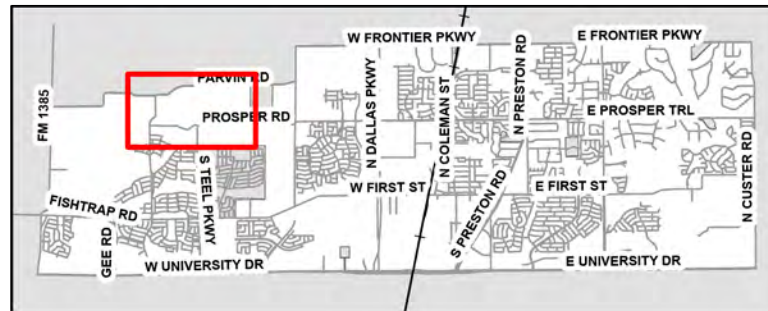 W FRONTIER PKWY
E FRONTIER PKWY
PARVIN RD
FM 1385
PROSPER RD
N DALLAS PKWY
N COLEMAN ST
N PRESTON RD
E PROSPER TRL
S TEEL PKWY
W FIRST ST
S PRESTON RD
E FIRST ST
N CUSTER RD
FISHTRAP RD
GEE RD
W UNIVERSITY DR
E UNIVERSITY DR